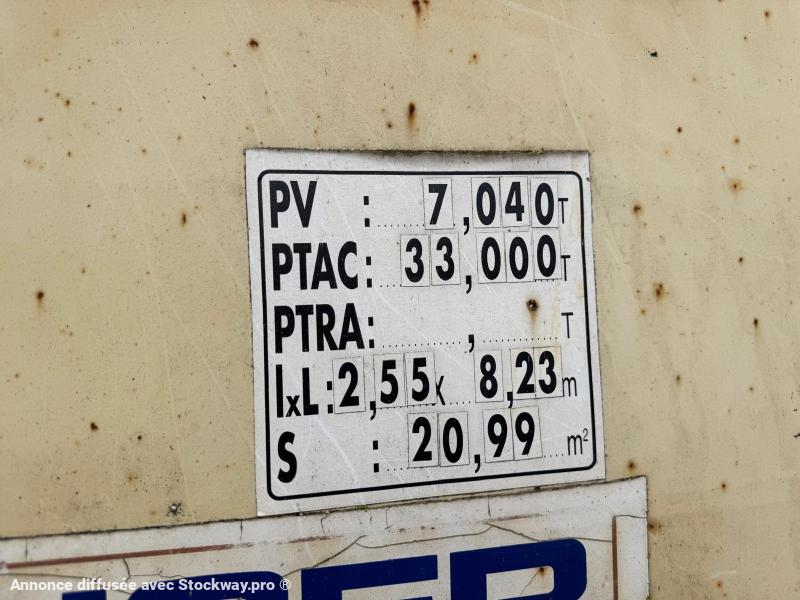 PV : 7,040 T
PTAC : 33,000 T
PTRA : , T
lxL : 2,55 x 8,23 m
S : 20,99 m²
Annonce diffusée avec Stockway.pro ®